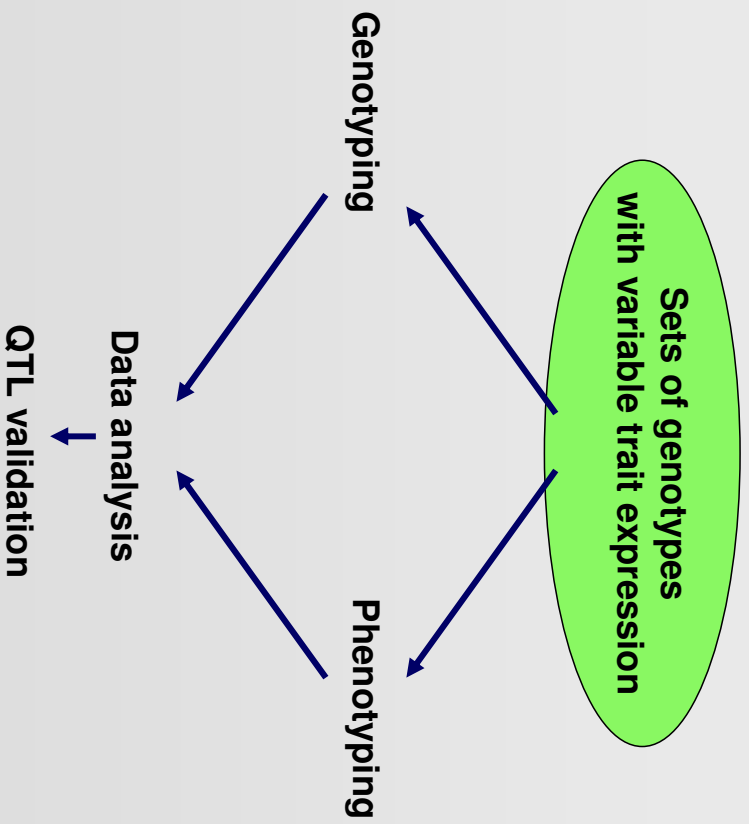 Sets of genotypes
with variable trait expression
Genotyping
Phenotyping
Data analysis
QTL validation